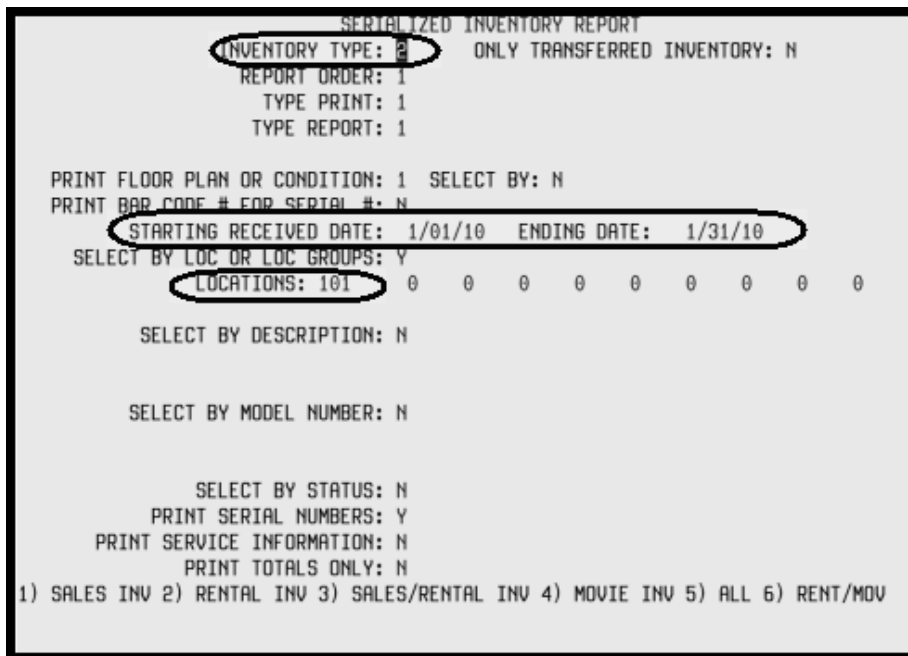 SERIALIZED INVENTORY REPORT
INVENTORY TYPE: 2 ONLY TRANSFERRED INVENTORY: N
REPORT ORDER: 1
TYPE PRINT: 1
TYPE REPORT: 1
PRINT FLOOR PLAN OR CONDITION: 1 SELECT BY: N
PRINT BAR CODE # FOR SERIAL #: N
STARTING RECEIVED DATE: 1/01/10 ENDING DATE: 1/31/10
SELECT BY LOC OR LOC GROUPS: Y
LOCATIONS: 101 0 0 0 0 0 0 0 0 0
SELECT BY DESCRIPTION: N
SELECT BY MODEL NUMBER: N
SELECT BY STATUS: N
PRINT SERIAL NUMBERS: Y
PRINT SERVICE INFORMATION: N
PRINT TOTALS ONLY: N
1) SALES INV 2) RENTAL INV 3) SALES/RENTAL INV 4) MOVIE INV 5) ALL 6) RENT/MOV